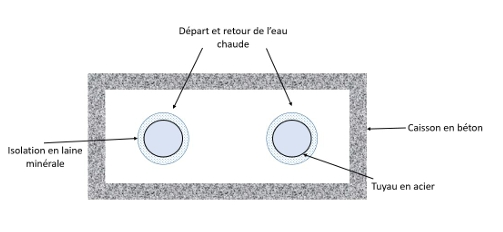 Départ et retour de l'eau
chaude
Caisson en béton
Isolation en laine
minérale
Tuyau en acier